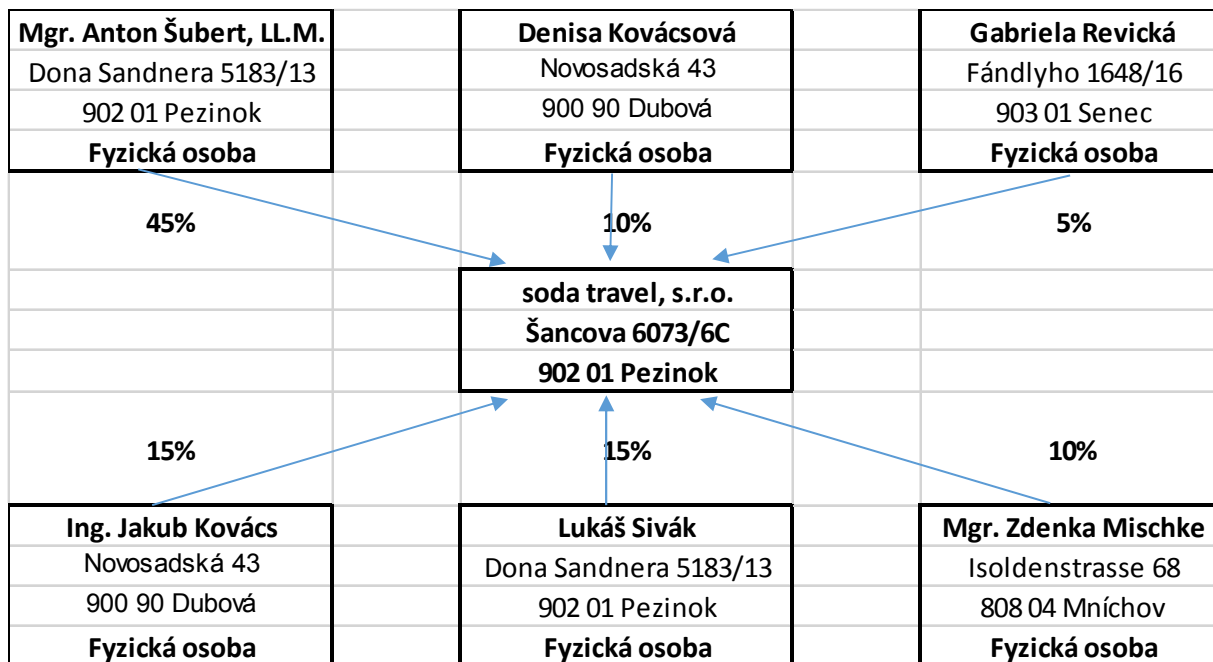 Mgr. Anton Šubert, LL.M.
Dona Sandnera 5183/13
902 01 Pezinok
Fyzická osoba
Denisa Kovácsová
Novosadská 43
900 90 Dubová
Fyzická osoba
Gabriela Revická
Fándlyho 1648/16
903 01 Senec
Fyzická osoba
45%
10%
5%
soda travel, s.r.o.
Šancova 6073/6C
902 01 Pezinok
15%
15%
10%
Ing. Jakub Kovács
Novosadská 43
900 90 Dubová
Fyzická osoba
Lukáš Sivák
Dona Sandnera 5183/13
902 01 Pezinok
Fyzická osoba
Mgr. Zdenka Mischke
Isoldenstrasse 68
808 04 Mníchov
Fyzická osoba